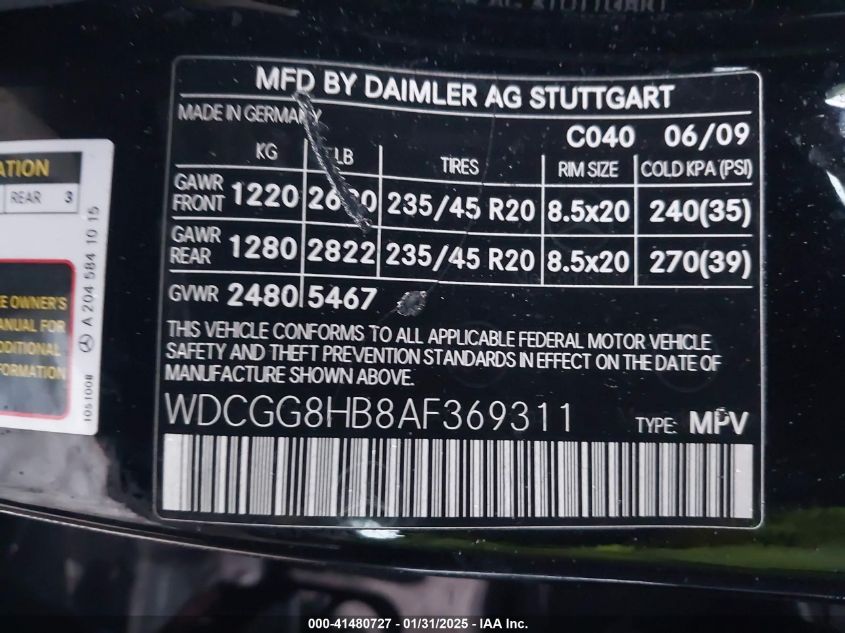 MFD BY DAIMLER AG STUTTGART
MADE IN GERMANY
C040 06/09
KG LB TIRES RIM SIZE COLD KPA (PSI)
GAWR FRONT 1220 235/45 R20 8.5x20 240(35)
GAWR REAR 1280 2822 235/45 R20 8.5x20 270(39)
GVWR 2480 5467
THIS VEHICLE CONFORMS TO ALL APPLICABLE FEDERAL MOTOR VEHICLE
SAFETY AND THEFT PREVENTION STANDARDS IN EFFECT ON THE DATE OF
MANUFACTURE SHOWN ABOVE.
WDCGG8HB8AF369311 TYPE: MPV
REAR 3
OWNER'S
FOR
A 204 584 10 15
1051008
000-41480727 - 01/31/2025 - IAA Inc.